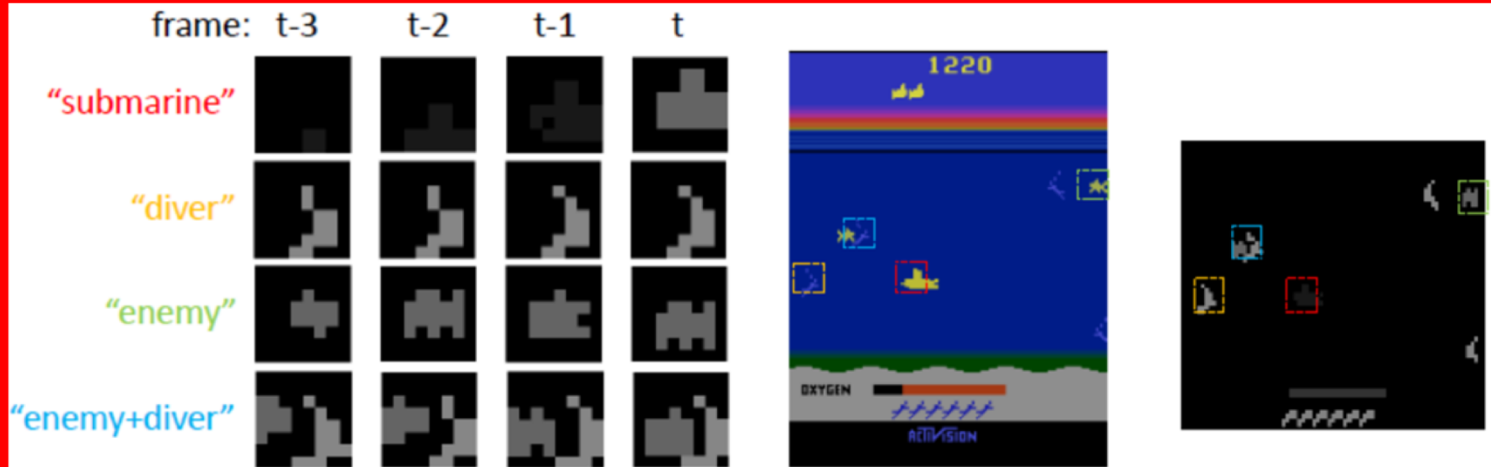 frame: t-3 t-2 t-1 t
“submarine”
“diver”
“enemy”
“enemy+diver”
1220
OXYGEN
ACTIVISION